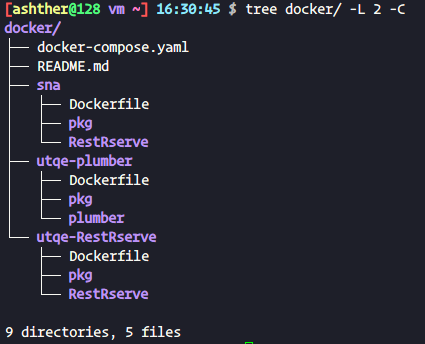 [ashther@128 vm ~] 16:30:45 $ tree docker/ -L 2 -C
docker/
├── docker-compose.yaml
├── README.md
├── sna
│   ├── Dockerfile
│   ├── pkg
│   └── RestRserve
├── utqe-plumber
│   ├── Dockerfile
│   ├── pkg
│   └── plumber
└── utqe-RestRserve
    ├── Dockerfile
    ├── pkg
    └── RestRserve
9 directories, 5 files